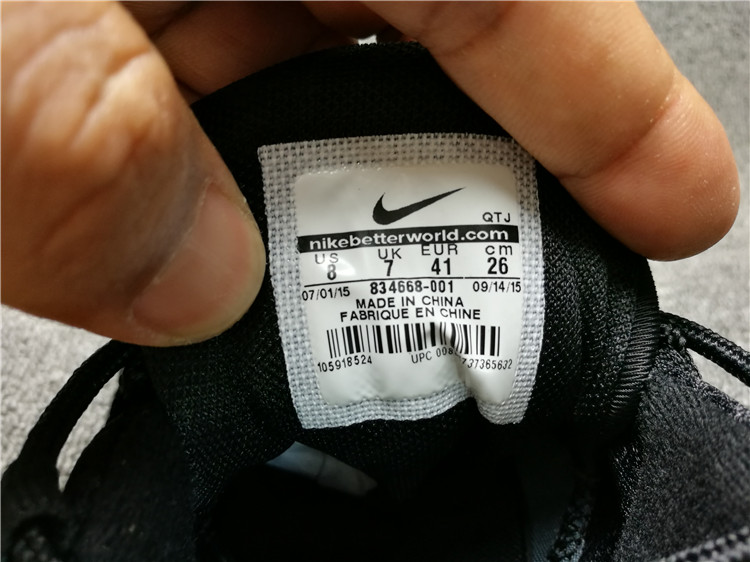 QTJ
nikebetterworld.com
US UK EUR cm
8 7 41 26
07/01/15 834668-001 09/14/15
MADE IN CHINA
FABRIQUE EN CHINE
105918524 UPC